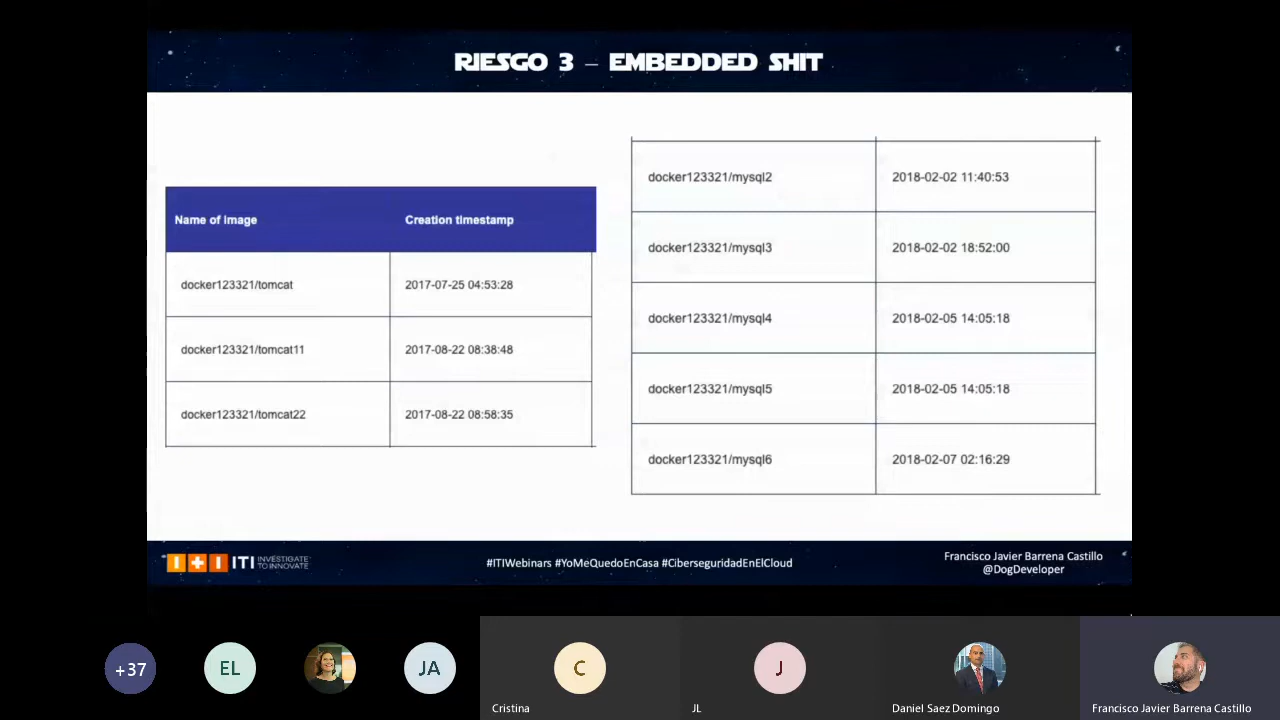 RIESGO 3 – EMBEDDED SHIT
Name of image Creation timestamp
docker123321/tomcat 2017-07-25 04:53:28
docker123321/tomcat11 2017-08-22 08:38:48
docker123321/tomcat22 2017-08-22 08:58:35
docker123321/mysql2 2018-02-02 11:40:53
docker123321/mysql3 2018-02-02 18:52:00
docker123321/mysql4 2018-02-05 14:05:18
docker123321/mysql5 2018-02-05 14:05:18
docker123321/mysql6 2018-02-07 02:16:29
I+I ITI INVESTIGATE
TO INNOVATE
#ITIWebinars #YoMeQuedoEnCasa #CiberseguridadEnElCloud
Francisco Javier Barrena Castillo
@DogDeveloper
+37
EL
JA
C
J
Cristina
JL
Daniel Saez Domingo
Francisco Javier Barrena Castillo